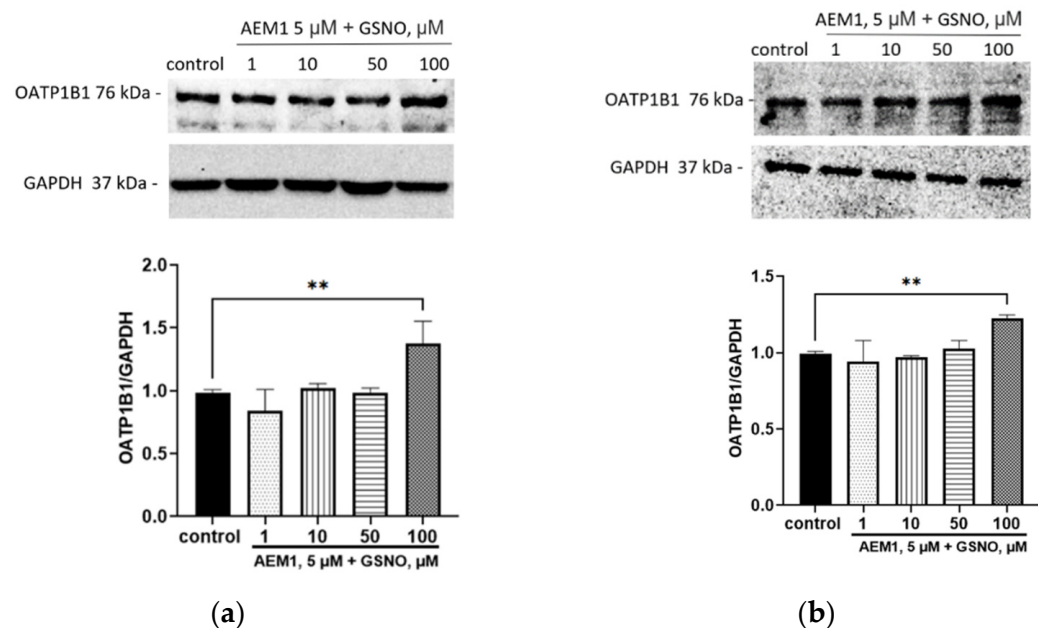 AEM1 5 µM + GSNO, µM
control 1 10 50 100
OATP1B1 76 kDa -
GAPDH 37 kDa -
2.0
**
1.5
1.0
0.5
0.0
OATP1B1/GAPDH
control 1 10 50 100
AEM1, 5 µM + GSNO, µM
(a)
AEM1, 5 µM + GSNO, µM
control 1 10 50 100
OATP1B1 76 kDa -
GAPDH 37 kDa -
1.5
**
1.0
0.5
0.0
OATP1B1/GAPDH
control 1 10 50 100
AEM1, 5 µM + GSNO, µM
(b)